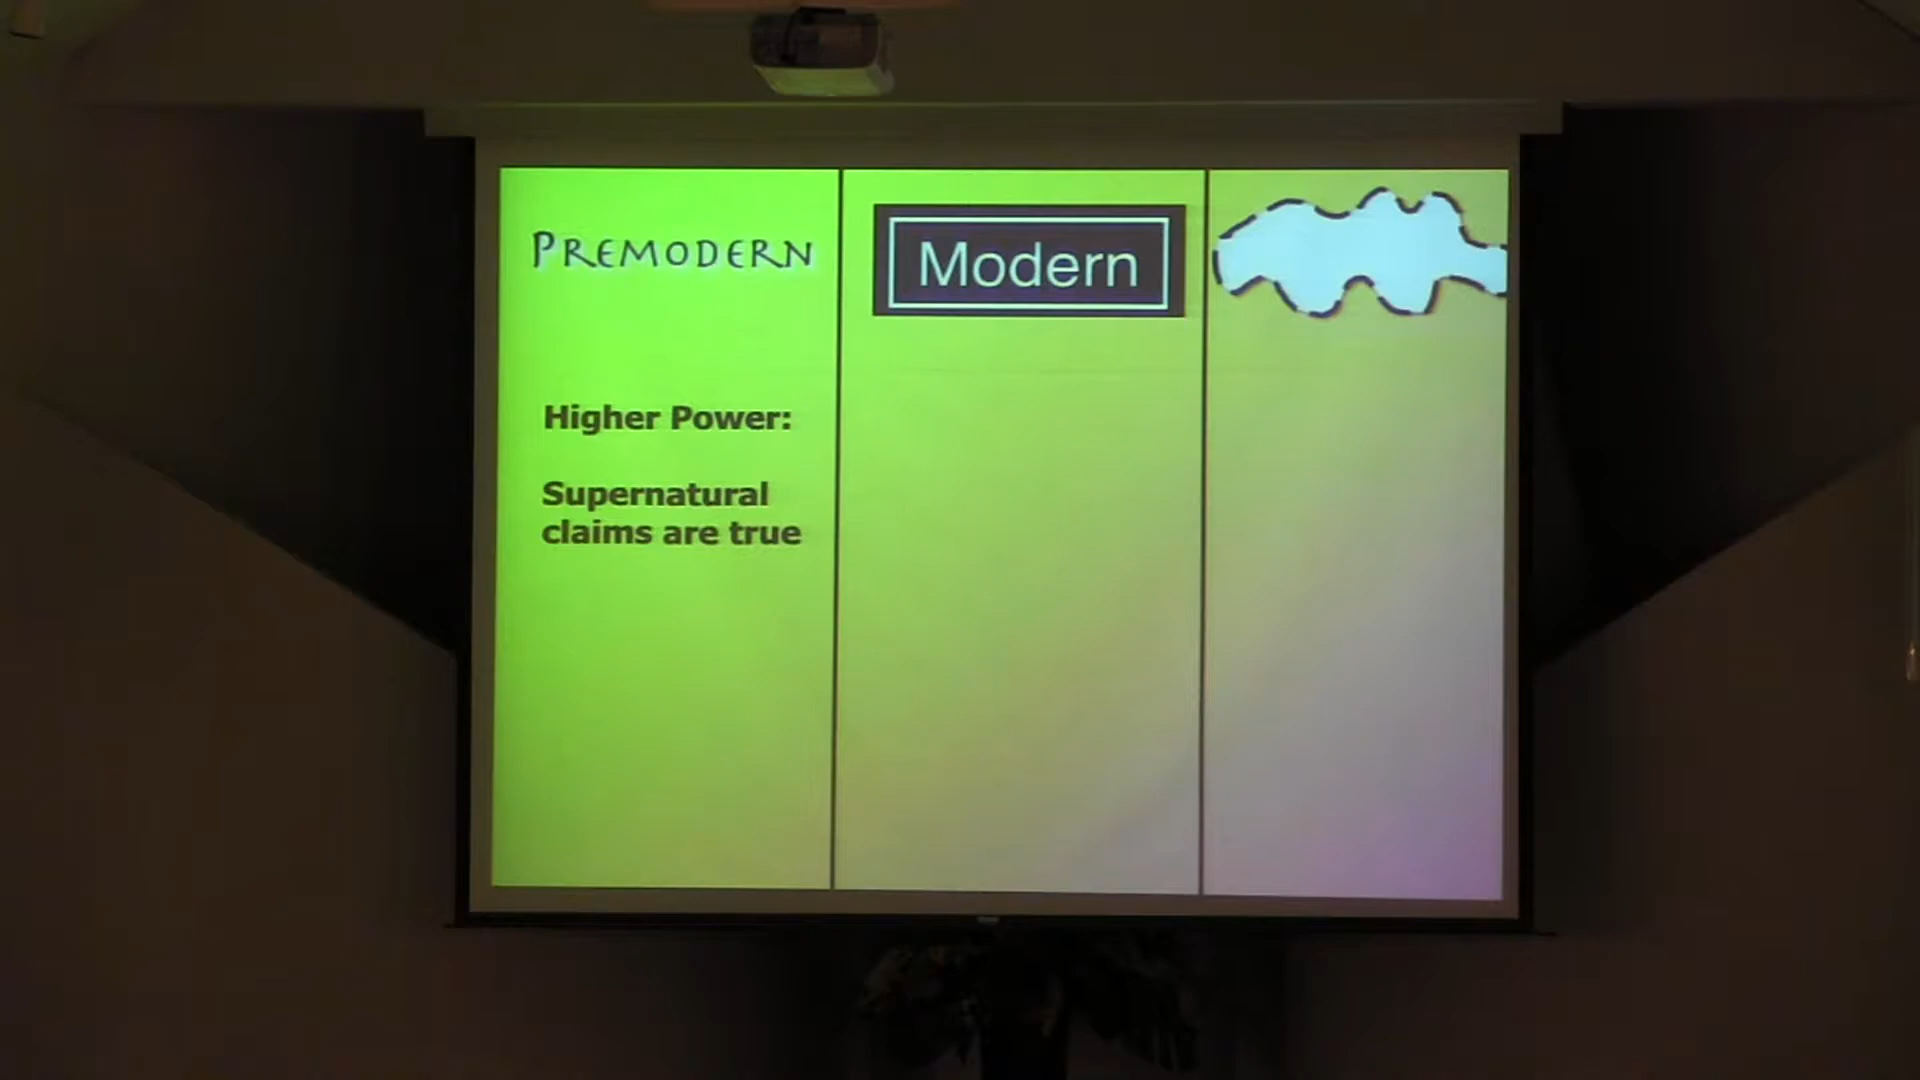 PREMODERN
Modern
Higher Power:
Supernatural
claims are true